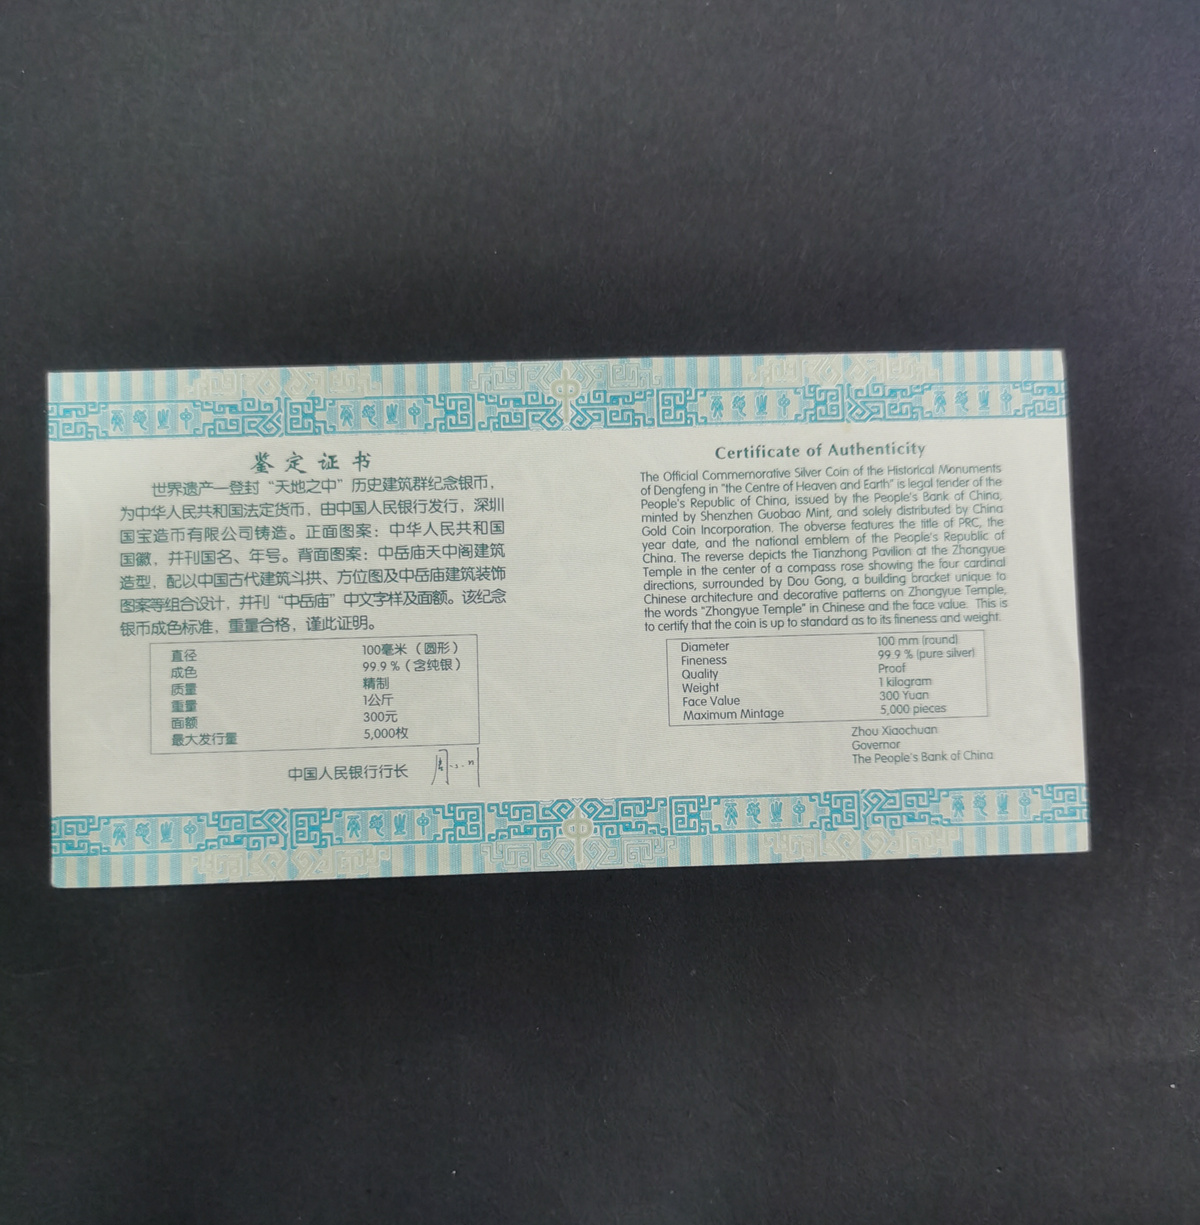 鉴定证书
世界遗产—登封“天地之中”历史建筑群纪念银币，
为中华人民共和国法定货币，由中国人民银行发行，深圳
国宝造币有限公司铸造。正面图案：中华人民共和国
国徽，并刊国名、年号。背面图案：中岳庙天中阁建筑
造型，配以中国古代建筑斗拱、方位图及中岳庙建筑装饰
图案等组合设计，并刊“中岳庙”中文字样及面额。该纪念
银币成色标准，重量合格，谨此证明。
直径 100毫米（圆形）
成色 99.9％（含纯银）
质量 精制
重量 1公斤
面额 300元
最大发行量 5,000枚
中国人民银行行长
Certificate of Authenticity
The Official Commemorative Silver Coin of the Historical Monuments
of Dengfeng in "the Centre of Heaven and Earth" is legal tender of the
People's Republic of China, issued by the People's Bank of China,
minted by Shenzhen Guobao Mint, and solely distributed by China
Gold Coin Incorporation. The obverse features the title of PRC, the
year date, and the national emblem of the People's Republic of
China. The reverse depicts the Tianzhong Pavilion at the Zhongyue
Temple in the center of a compass rose showing the four cardinal
directions, surrounded by Dou Gong, a building bracket unique to
Chinese architecture and decorative patterns on Zhongyue Temple,
the words "Zhongyue Temple" in Chinese and the face value. This is
to certify that the coin is up to standard as to its fineness and weight.
Diameter 100 mm (round)
Fineness 99.9 % (pure silver)
Quality Proof
Weight 1 kilogram
Face Value 300 Yuan
Maximum Mintage 5,000 pieces
Zhou Xiaochuan
Governor
The People's Bank of China